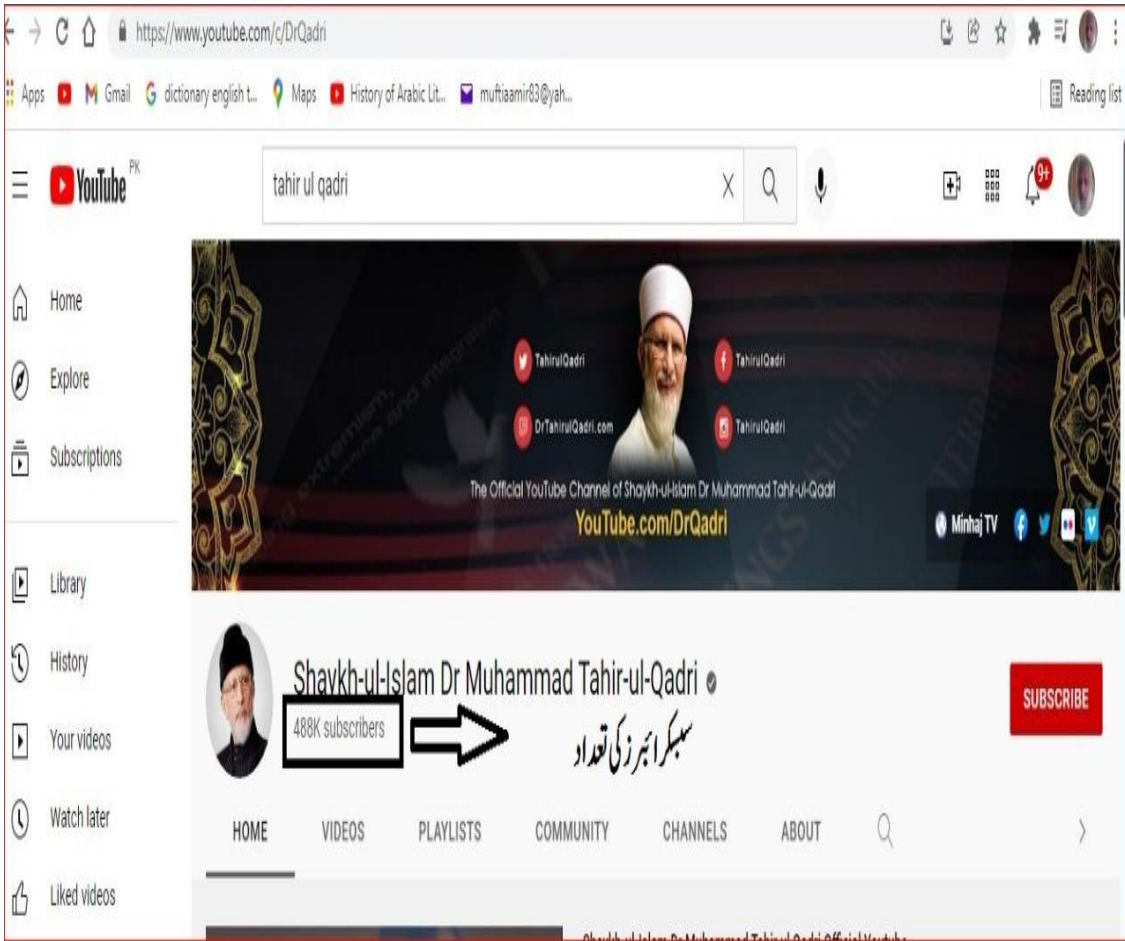 https://www.youtube.com/c/DrQadri
Apps Gmail dictionary english t... Maps History of Arabic Lit... muftiaamir83@yah... Reading list
YouTube PK
tahir ul qadri
9+
Home
Explore
Subscriptions
Library
History
Your videos
Watch later
Liked videos
TahirulQadri TahirulQadri
DrTahirulQadri.com TahirulQadri
The Official YouTube Channel of Shaykh-ul-Islam Dr Muhammad Tahir-ul-Qadri
YouTube.com/DrQadri
Minhaj TV
Shaykh-ul-Islam Dr Muhammad Tahir-ul-Qadri
488K subscribers
سبسکرائبرز کی تعداد
SUBSCRIBE
HOME VIDEOS PLAYLISTS COMMUNITY CHANNELS ABOUT